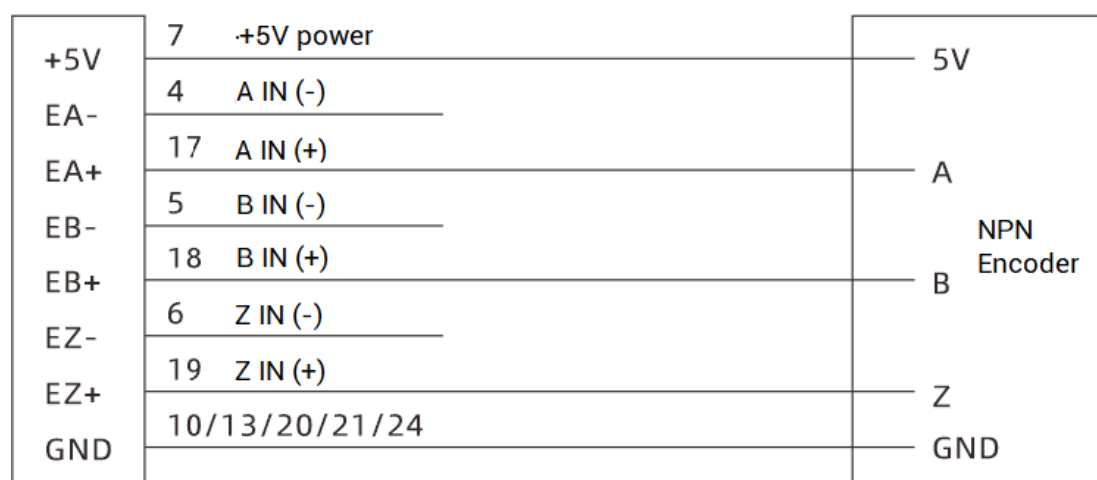 +5V 7 ·+5V power 5V
EA- 4 A IN (-)
EA+ 17 A IN (+) A
EB- 5 B IN (-)
NPN
Encoder
EB+ 18 B IN (+) B
EZ- 6 Z IN (-)
EZ+ 19 Z IN (+) Z
GND 10/13/20/21/24 GND